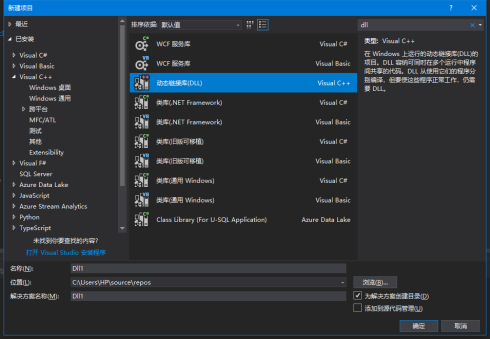 新建项目
? ×
▷ 最近
排序依据: 默认值
dll
◢ 已安装
▷ Visual C#
▷ Visual Basic
◢ Visual C++
Windows 桌面
Windows 通用
▷ 跨平台
MFC/ATL
测试
其他
Extensibility
▷ Visual F#
SQL Server
▷ Azure Data Lake
▷ JavaScript
▷ Azure Stream Analytics
▷ Python
▷ TypeScript
未找到你要查找的内容?
打开 Visual Studio 安装程序
WCF 服务库 Visual C#
WCF 服务库 Visual Basic
动态链接库(DLL) Visual C++
类库(.NET Framework) Visual C#
类库(.NET Framework) Visual Basic
类库(旧版可移植) Visual C#
类库(旧版可移植) Visual Basic
类库(通用 Windows) Visual C#
类库(通用 Windows) Visual Basic
Class Library (For U-SQL Application) Azure Data Lake
类型: Visual C++
在 Windows 上运行的动态链接库(DLL)的
项目。DLL 容纳可同时在多个运行中程序
间共享的代码。DLL 从使用它们的程序分
别编译,但要使这些程序正常工作,仍需
要 DLL。
名称(N): Dll1
位置(L): C:\Users\HP\source\repos 浏览(B)...
解决方案名称(M): Dll1
为解决方案创建目录(D)
添加到源代码管理(U)
确定 取消